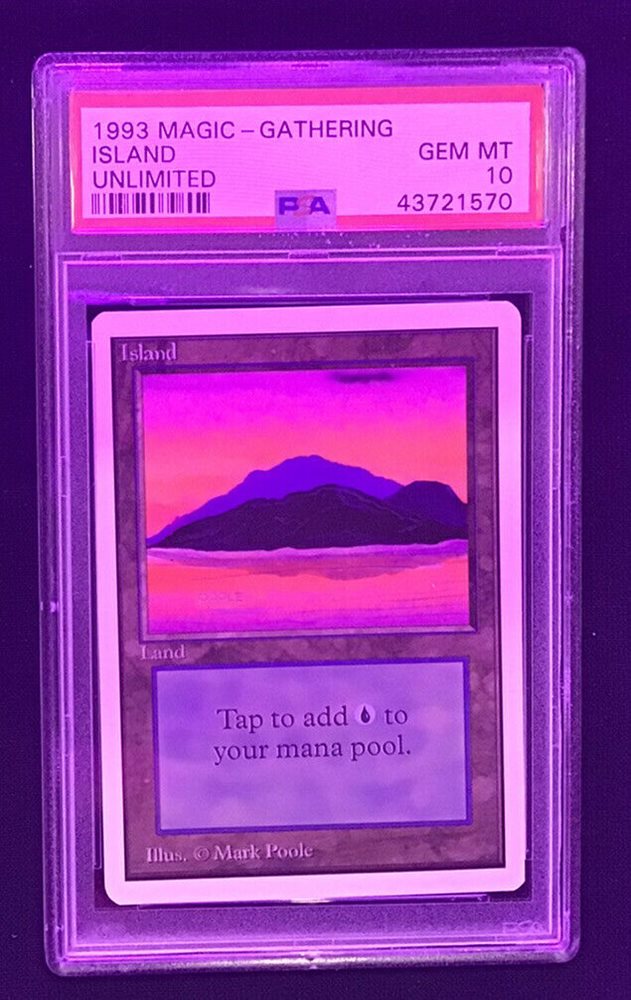 1993 MAGIC – GATHERING
ISLAND
GEM MT
UNLIMITED
10
PSA
43721570
Island
POOLE
Land
Tap to add to
your mana pool.
Illus. © Mark Poole